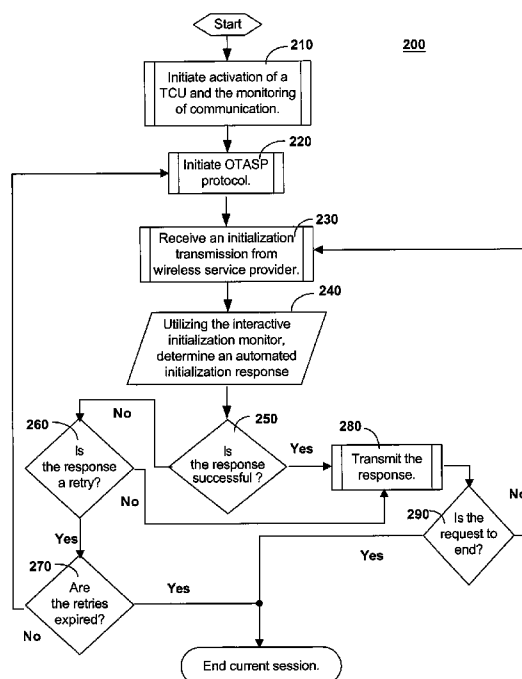 Start
200
210
Initiate activation of a
TCU and the monitoring
of communication.
220
Initiate OTASP
protocol.
230
Receive an initialization
transmission from
wireless service provider.
240
Utilizing the interactive
initialization monitor,
determine an automated
initialization response
No
250
Is
the response
successful ?
Yes
260
Is
the response
a retry?
No
Yes
280
Transmit the
response.
290
Is the
request to
end?
No
Yes
270
Are
the retries
expired?
Yes
No
End current session.